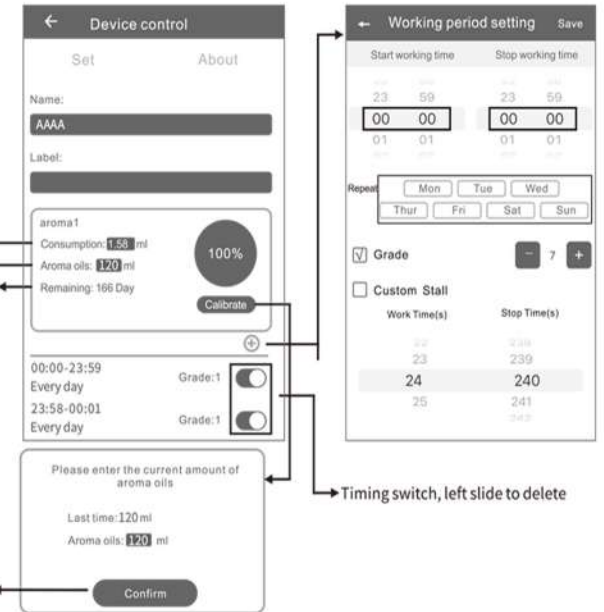 Device control
Set About
Name:
AAAA
Label:
aroma1
Consumption: 1.58 ml
Aroma oils: 120 ml
Remaining: 166 Day
100%
Calibrate
00:00-23:59
Every day
Grade:1
23:58-00:01
Every day
Grade:1
Please enter the current amount of
aroma oils
Last time:120 ml
Aroma oils: 120 ml
Confirm
Working period setting Save
Start working time Stop working time
23 59 23 59
00 00 00 00
01 01 01 01
Repeat Mon Tue Wed
Thur Fri Sat Sun
Grade - 7 +
Custom Stall
Work Time(s) Stop Time(s)
23 239
24 240
25 241
Timing switch, left slide to delete